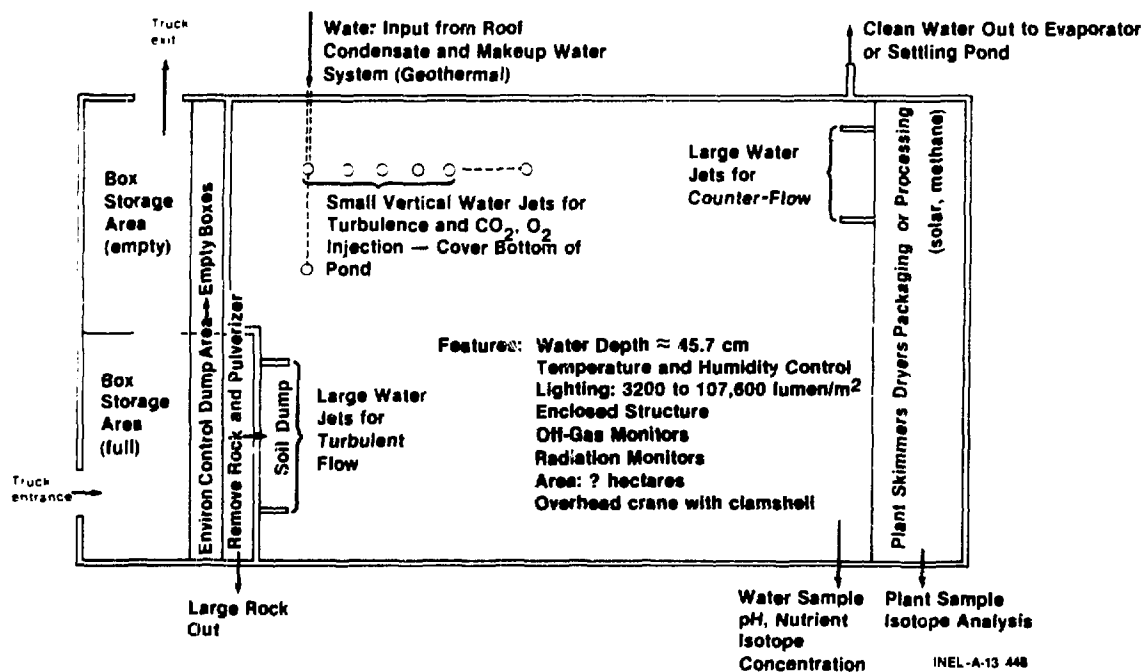 Truck
exit
Wate: Input from Roof
Condensate and Makeup Water
System (Geothermal)
Clean Water Out to Evaporator
or Settling Pond
Box
Storage
Area
(empty)
Environ Control Dump Area→Empty Boxes
Remove Rock and Pulverizer
Small Vertical Water Jets for
Turbulence and CO₂, O₂
Injection — Cover Bottom of
Pond
Large Water
Jets for
Counter-Flow
Plant Skimmers Dryers Packaging or Processing
(solar, methane)
Box
Storage
Area
(full)
Truck
entrance
Soil Dump
Large Water
Jets for
Turbulent
Flow
Features: Water Depth ≈ 45.7 cm
Temperature and Humidity Control
Lighting: 3200 to 107,600 lumen/m²
Enclosed Structure
Off-Gas Monitors
Radiation Monitors
Area: ? hectares
Overhead crane with clamshell
Large Rock
Out
Water Sample
pH, Nutrient
Isotope
Concentration
Plant Sample
Isotope Analysis
INEL-A-13 448